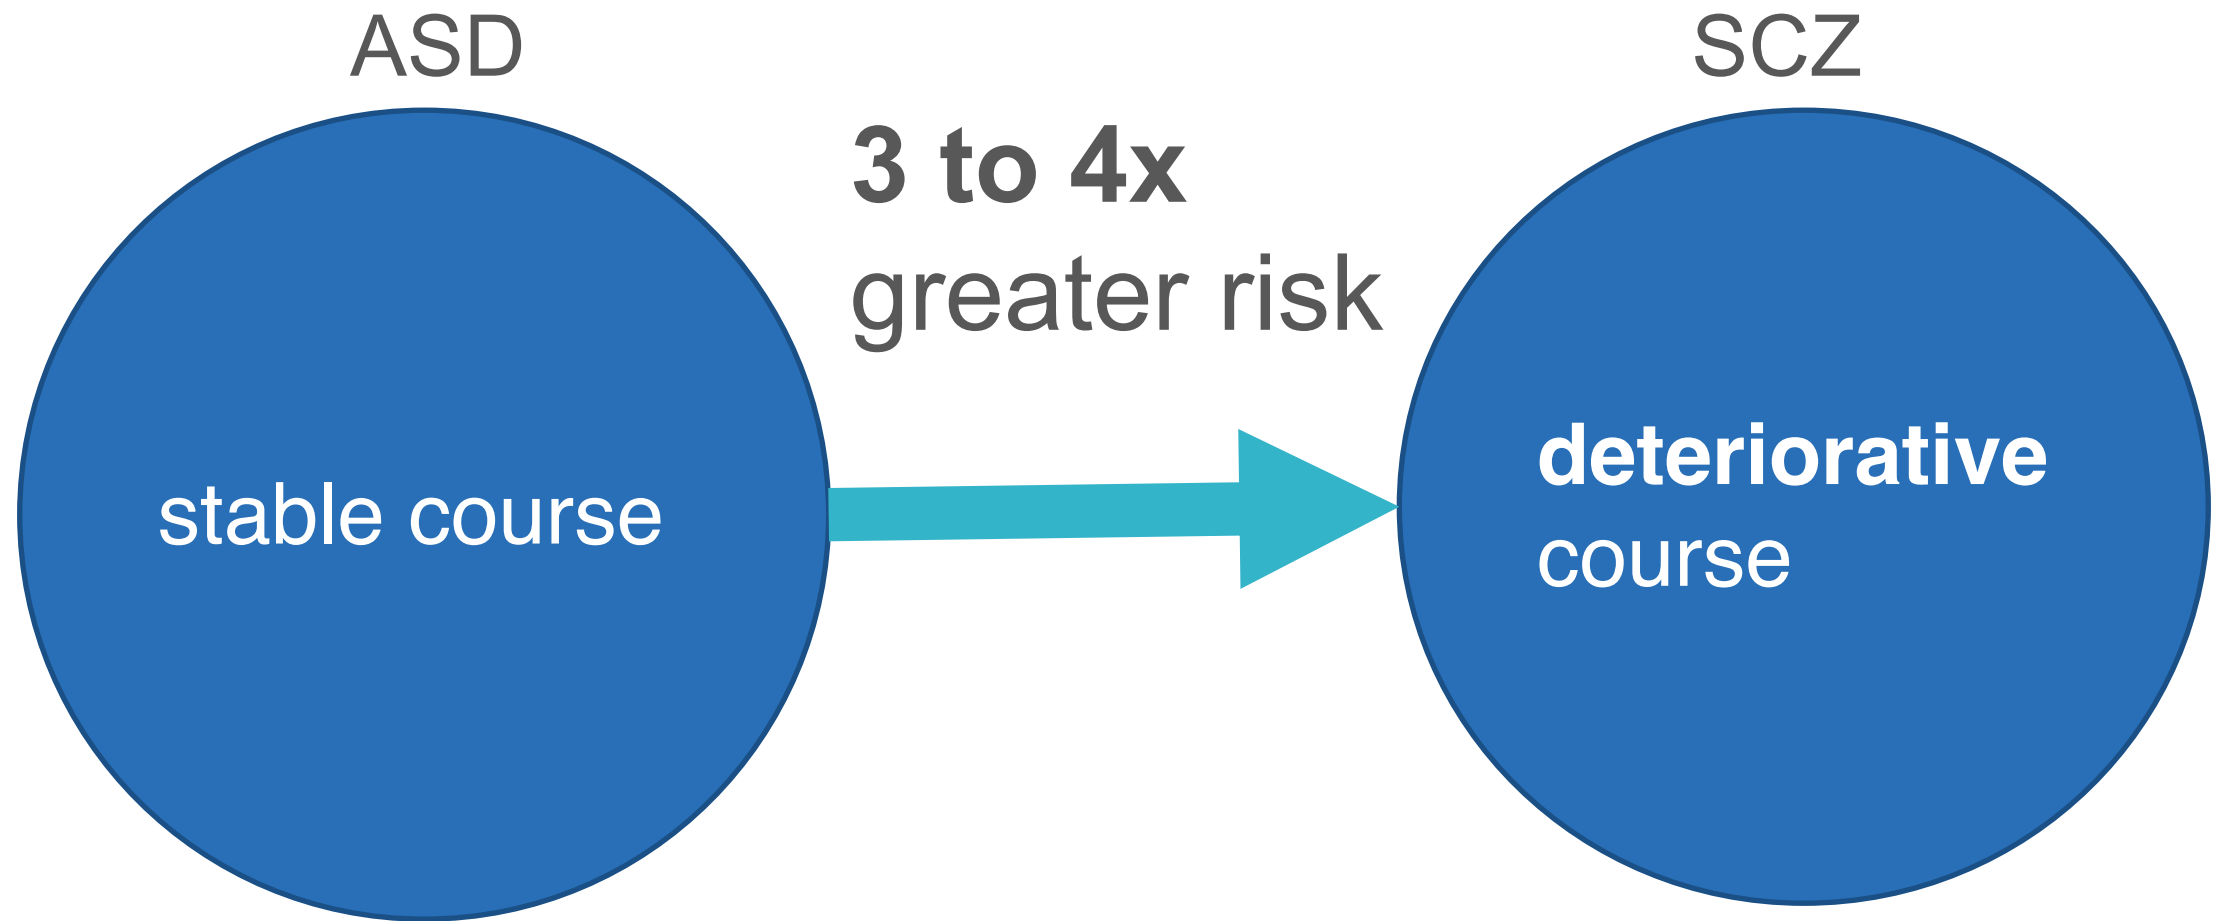 ASD
SCZ
3 to 4x
greater risk
stable course
deteriorative
course